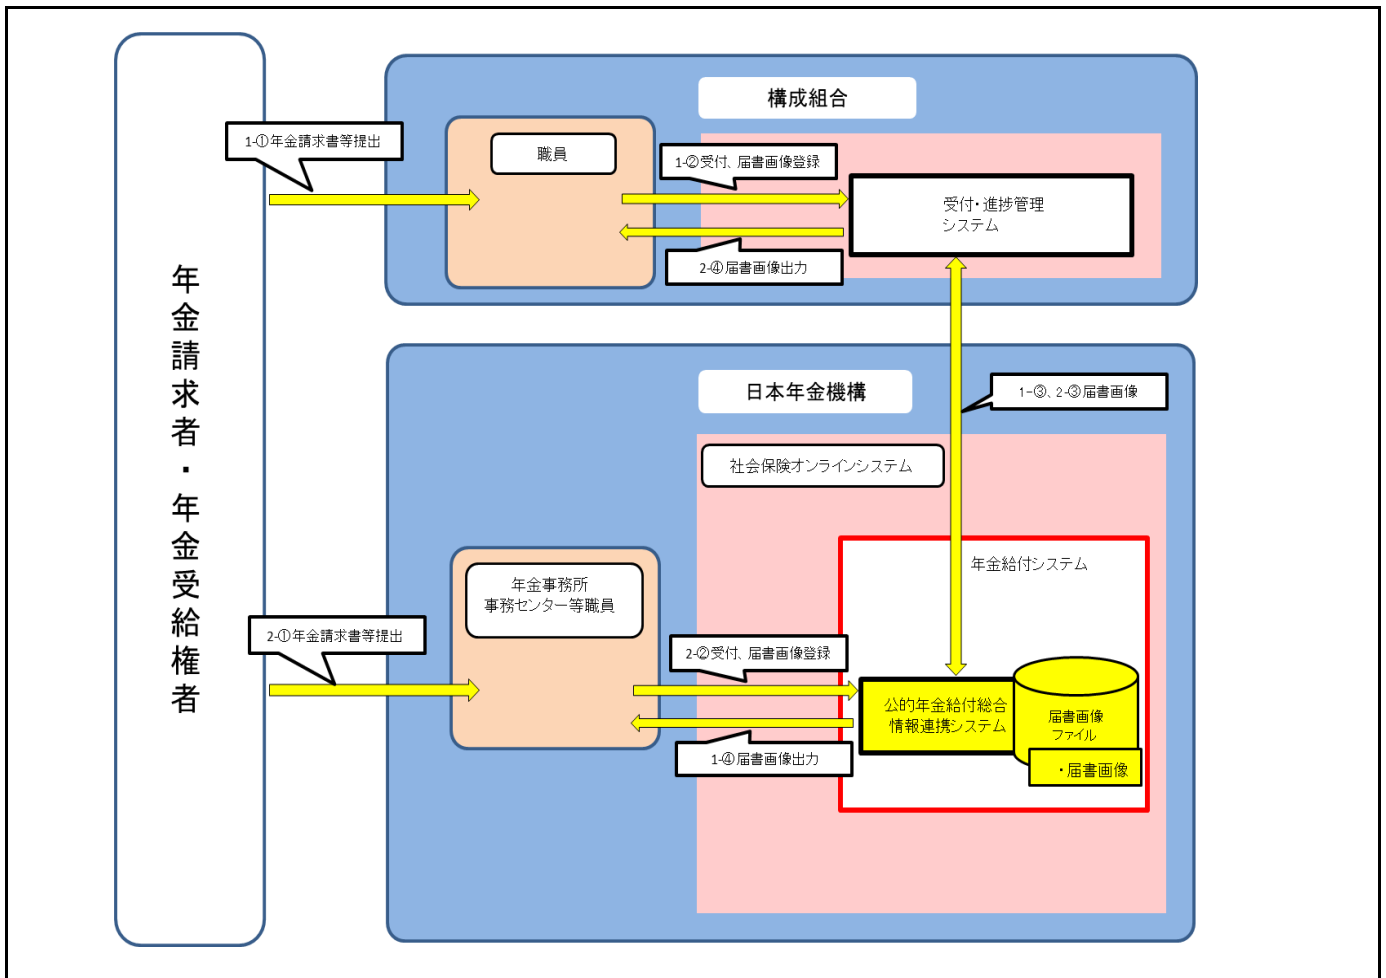 年金請求者・年金受給権者
構成組合
1-①年金請求書等提出
職員
1-②受付、届書画像登録
受付・進捗管理
システム
2-④届書画像出力
日本年金機構
1-③、2-③届書画像
社会保険オンラインシステム
年金給付システム
年金事務所
事務センター等職員
2-①年金請求書等提出
2-②受付、届書画像登録
公的年金給付総合
情報連携システム
届書画像
ファイル
・届書画像
1-④届書画像出力